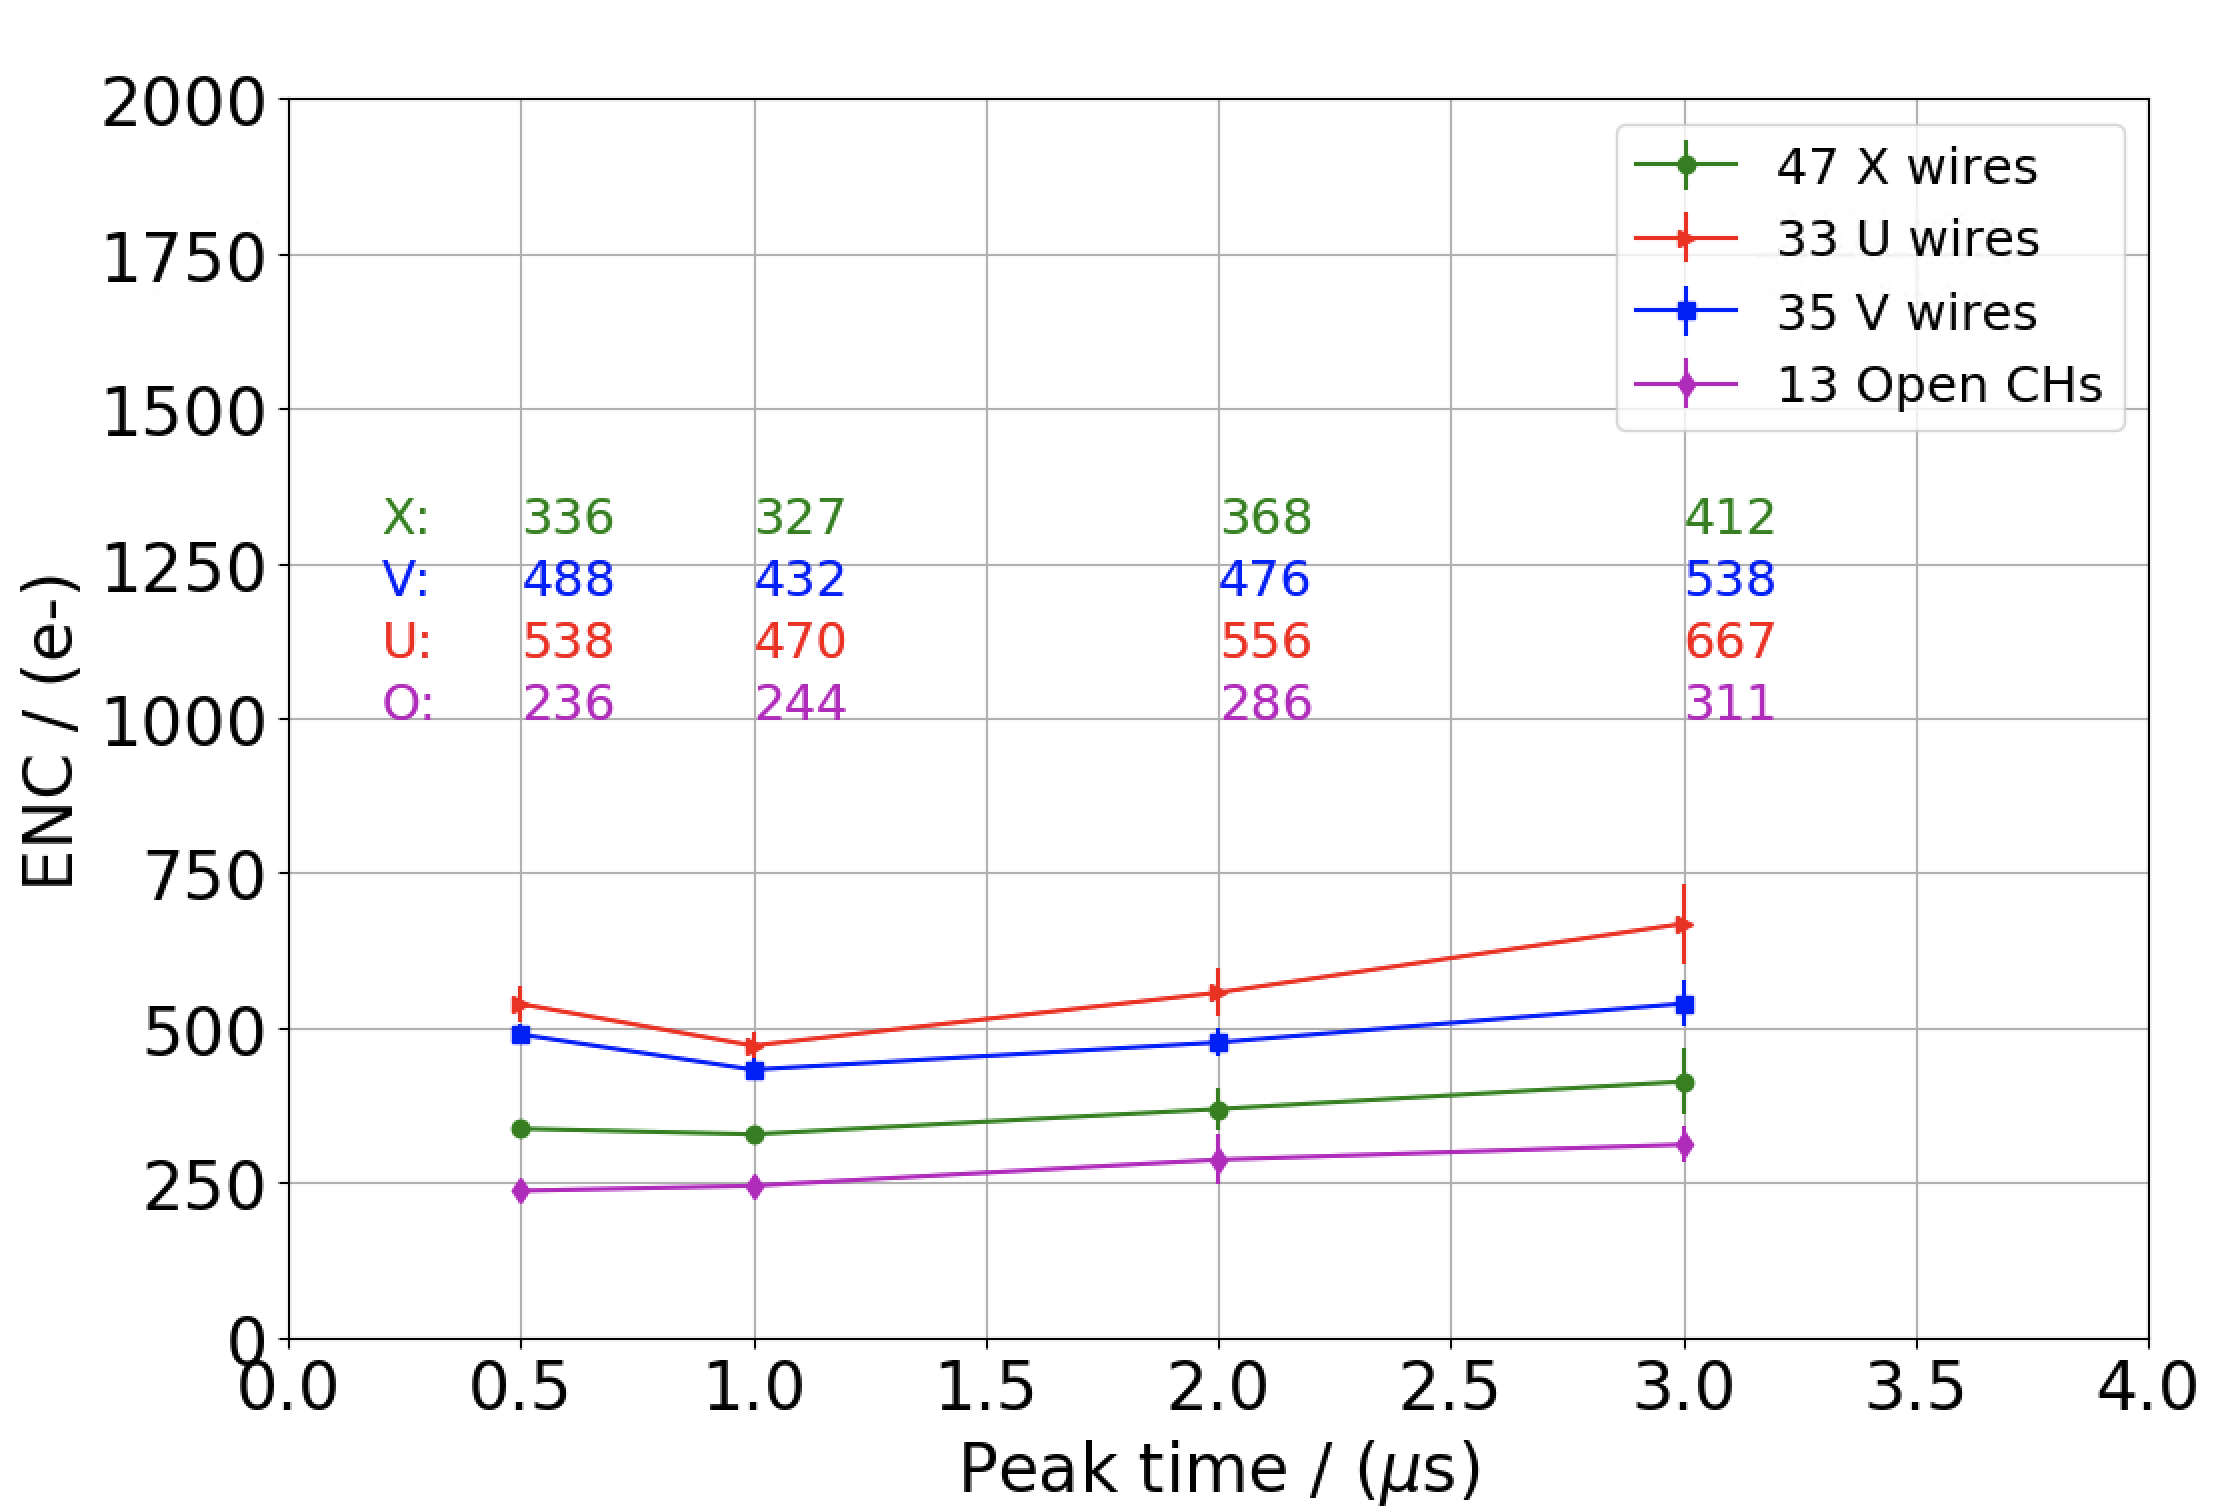 2000
1750
1500
1250
1000
750
500
250
0
ENC / (e-)
47 X wires
33 U wires
35 V wires
13 Open CHs
X: 336 327 368 412
V: 488 432 476 538
U: 538 470 556 667
O: 236 244 286 311
0.0 0.5 1.0 1.5 2.0 2.5 3.0 3.5 4.0
Peak time / (μs)